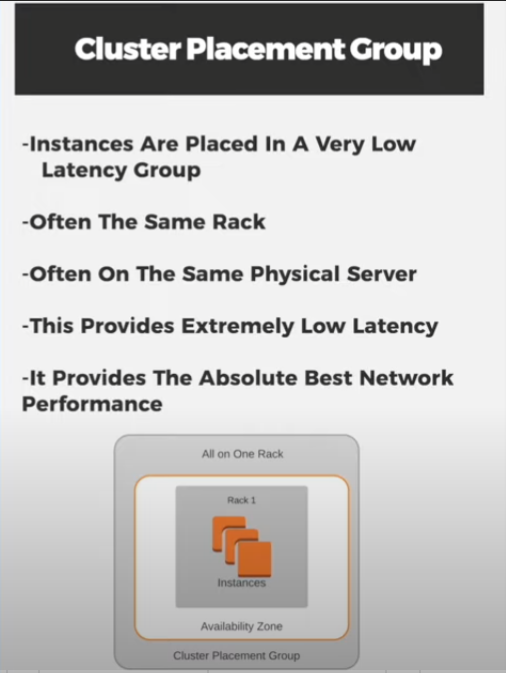 Cluster Placement Group
-Instances Are Placed In A Very Low
Latency Group
-Often The Same Rack
-Often On The Same Physical Server
-This Provides Extremely Low Latency
-It Provides The Absolute Best Network
Performance
All on One Rack
Rack 1
Instances
Availability Zone
Cluster Placement Group